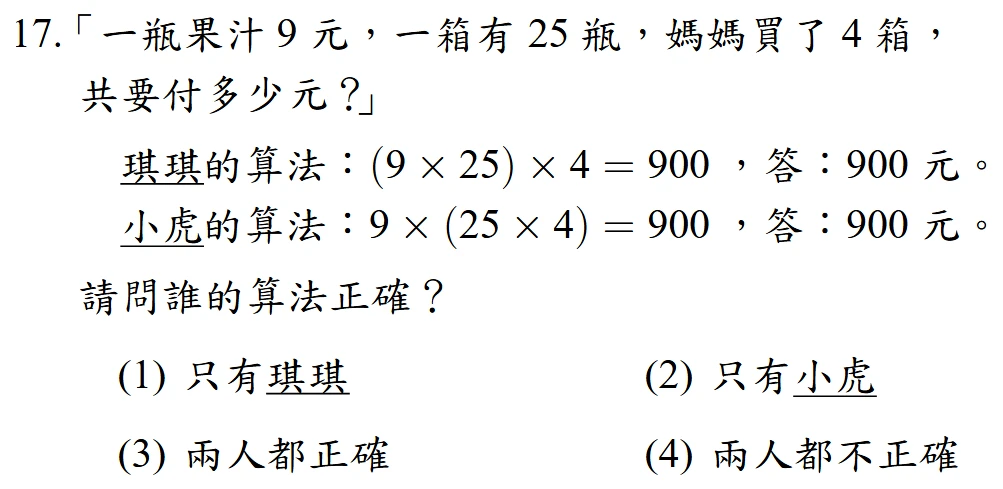 17.「一瓶果汁 9 元，一箱有 25 瓶，媽媽買了 4 箱，
共要付多少元？」
琪琪的算法：(9 × 25) × 4 = 900 ，答：900 元。
小虎的算法：9 × (25 × 4) = 900 ，答：900 元。
請問誰的算法正確？
(1) 只有琪琪 (2) 只有小虎
(3) 兩人都正確 (4) 兩人都不正確